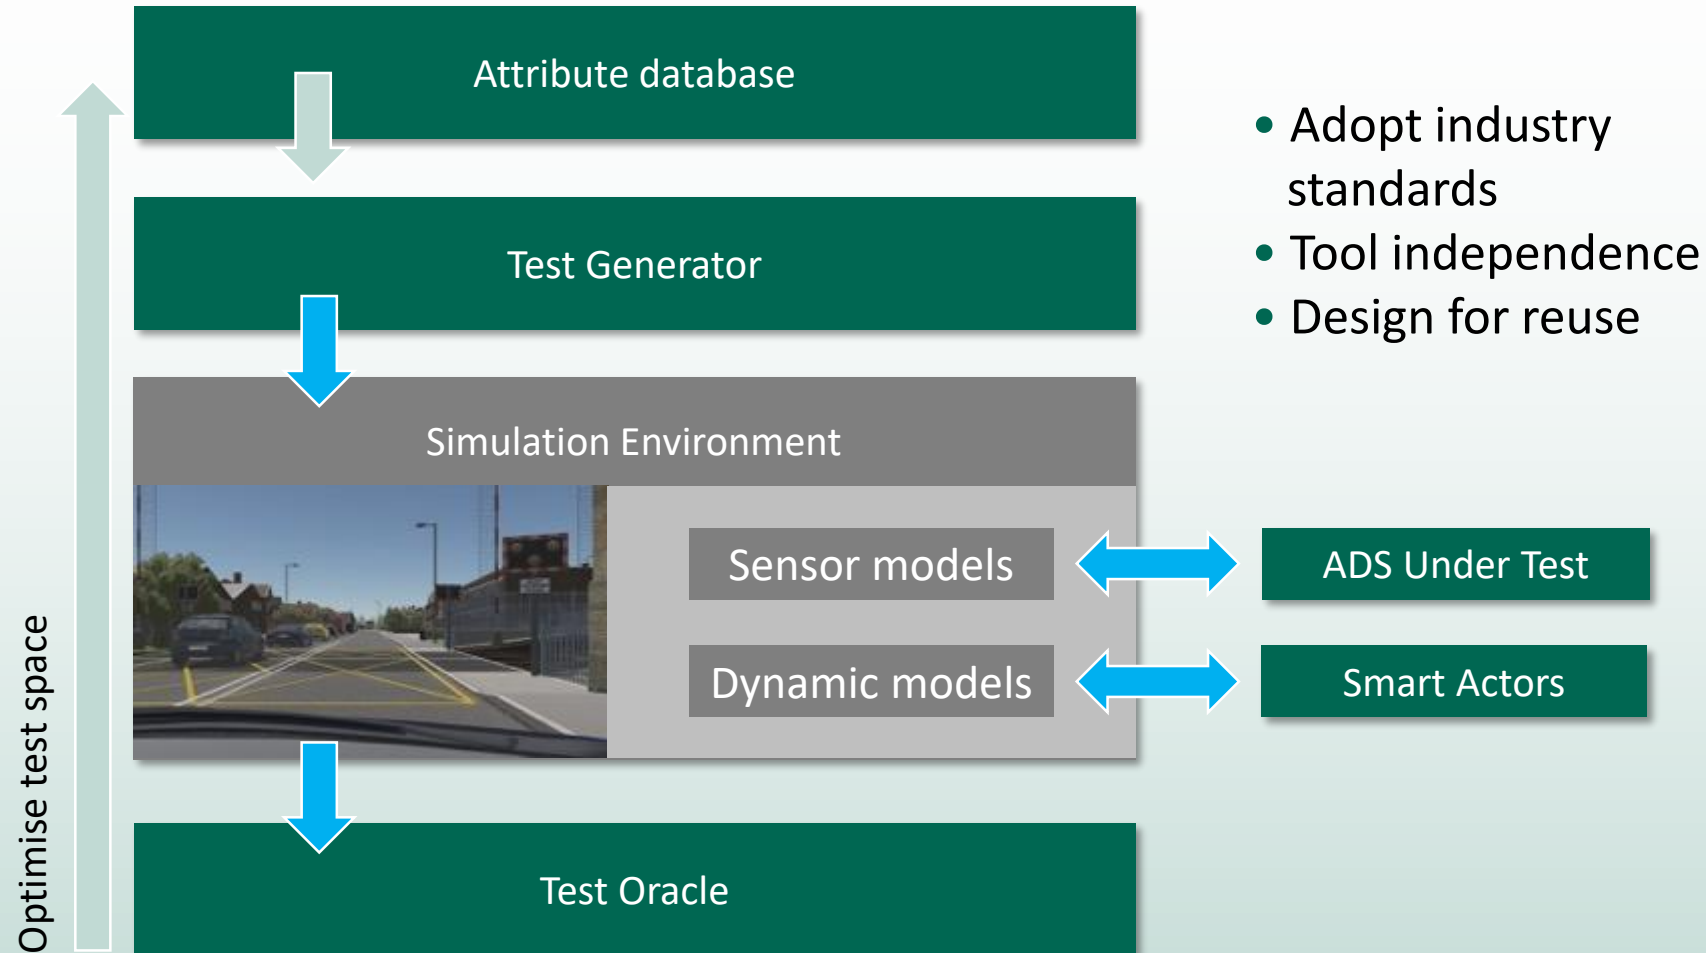 Attribute database
• Adopt industry
standards
• Tool independence
• Design for reuse
Test Generator
Simulation Environment
Sensor models
ADS Under Test
Dynamic models
Smart Actors
Test Oracle
Optimise test space